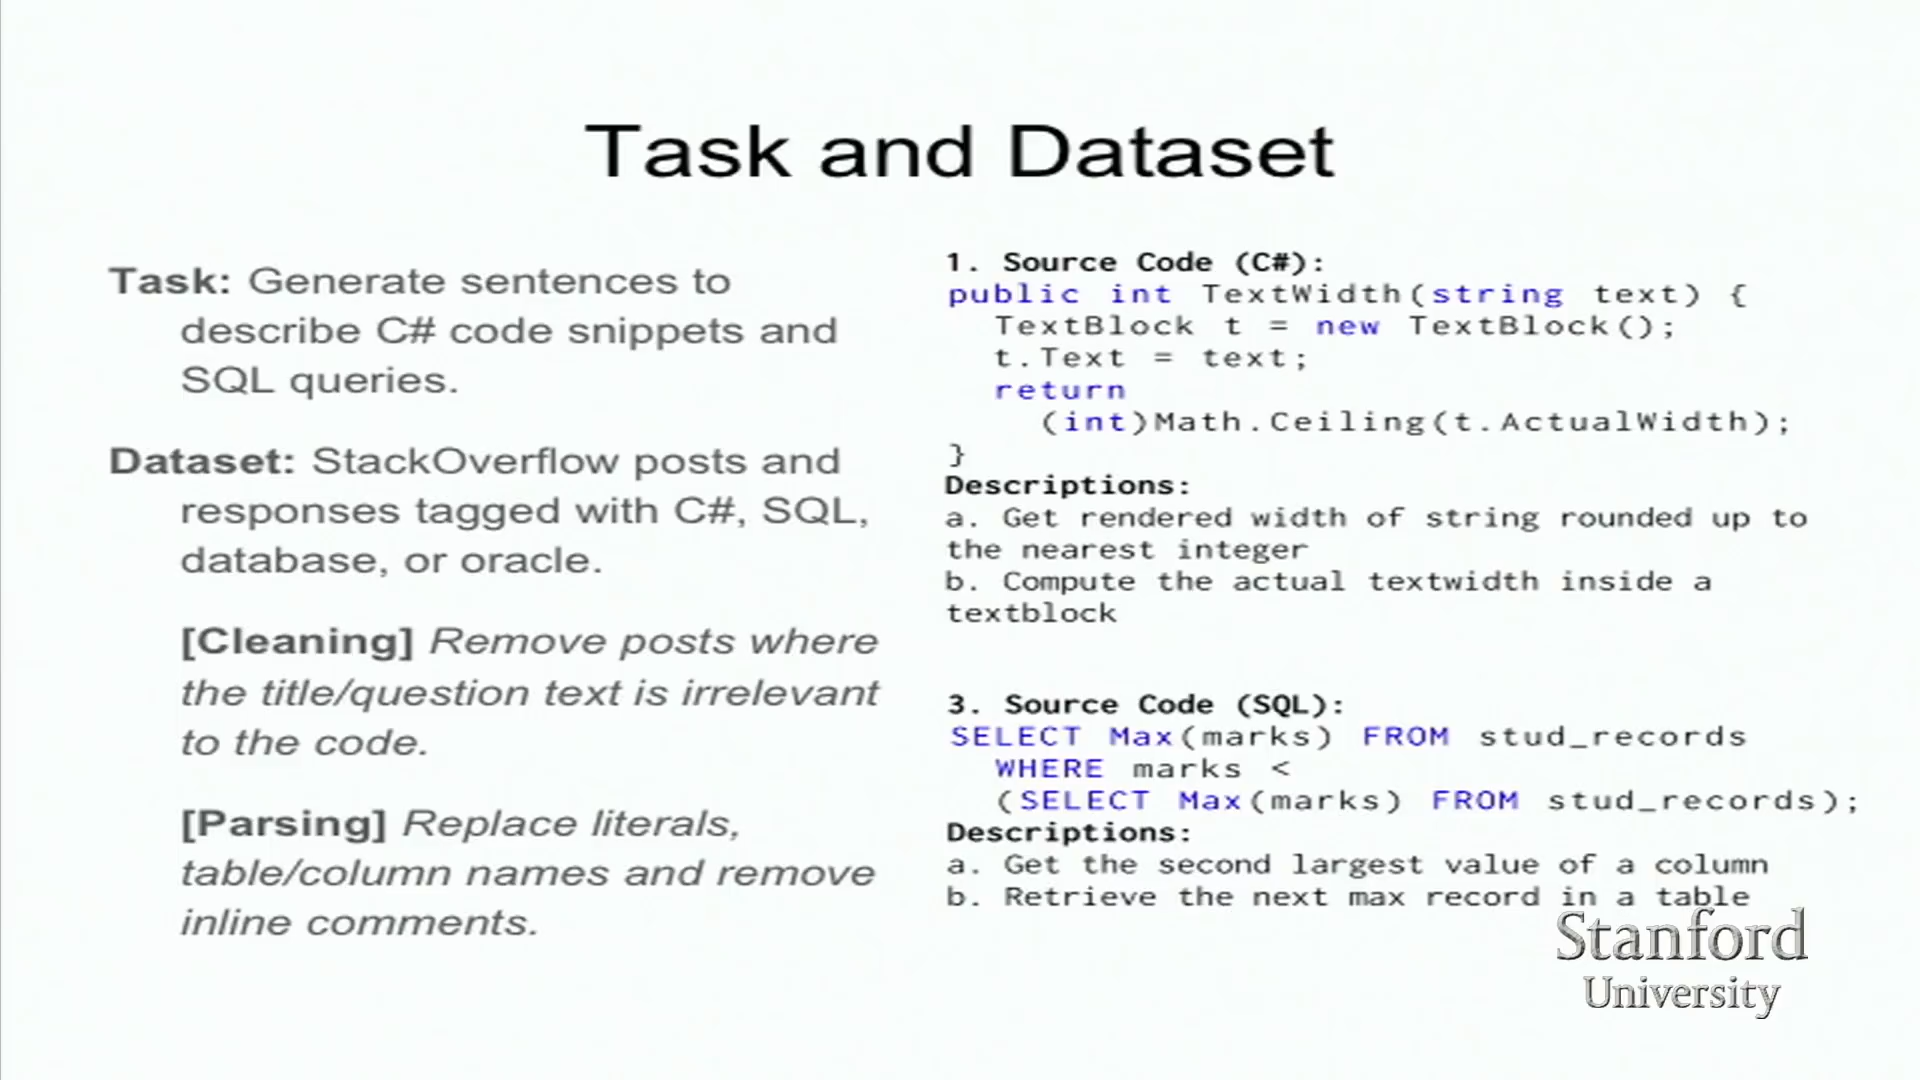 Task and Dataset
Task: Generate sentences to
describe C# code snippets and
SQL queries.
Dataset: StackOverflow posts and
responses tagged with C#, SQL,
database, or oracle.
[Cleaning] Remove posts where
the title/question text is irrelevant
to the code.
[Parsing] Replace literals,
table/column names and remove
inline comments.
1. Source Code (C#):
public int TextWidth(string text) {
TextBlock t = new TextBlock();
t.Text = text;
return
(int)Math.Ceiling(t.ActualWidth);
}
Descriptions:
a. Get rendered width of string rounded up to
the nearest integer
b. Compute the actual textwidth inside a
textblock
3. Source Code (SQL):
SELECT Max(marks) FROM stud_records
WHERE marks <
(SELECT Max(marks) FROM stud_records);
Descriptions:
a. Get the second largest value of a column
b. Retrieve the next max record in a table
Stanford
University